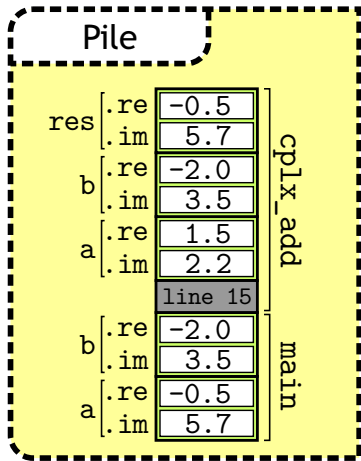 Pile
res
.re -0.5
.im 5.7
b
.re -2.0
.im 3.5
a
.re 1.5
.im 2.2
line 15
cplx_add
b
.re -2.0
.im 3.5
a
.re -0.5
.im 5.7
main